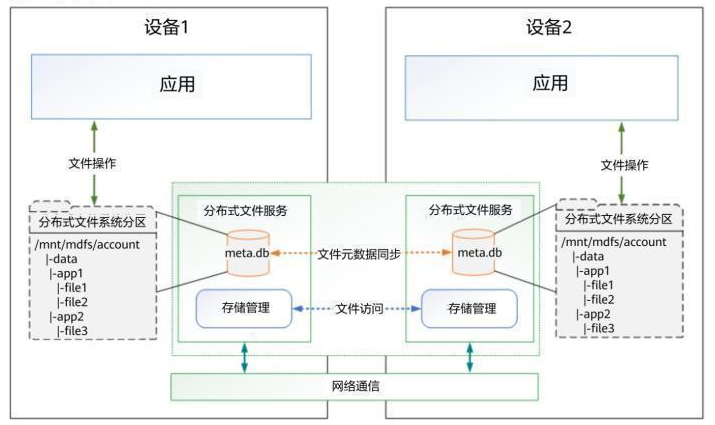 设备1
设备2
应用
应用
文件操作
文件操作
分布式文件系统分区
/mnt/mdfs/account
|-data
|-app1
|-file1
|-file2
|-app2
|-file3
分布式文件服务
meta.db
存储管理
文件元数据同步
文件访问
分布式文件服务
meta.db
存储管理
分布式文件系统分区
/mnt/mdfs/account
|-data
|-app1
|-file1
|-file2
|-app2
|-file3
网络通信